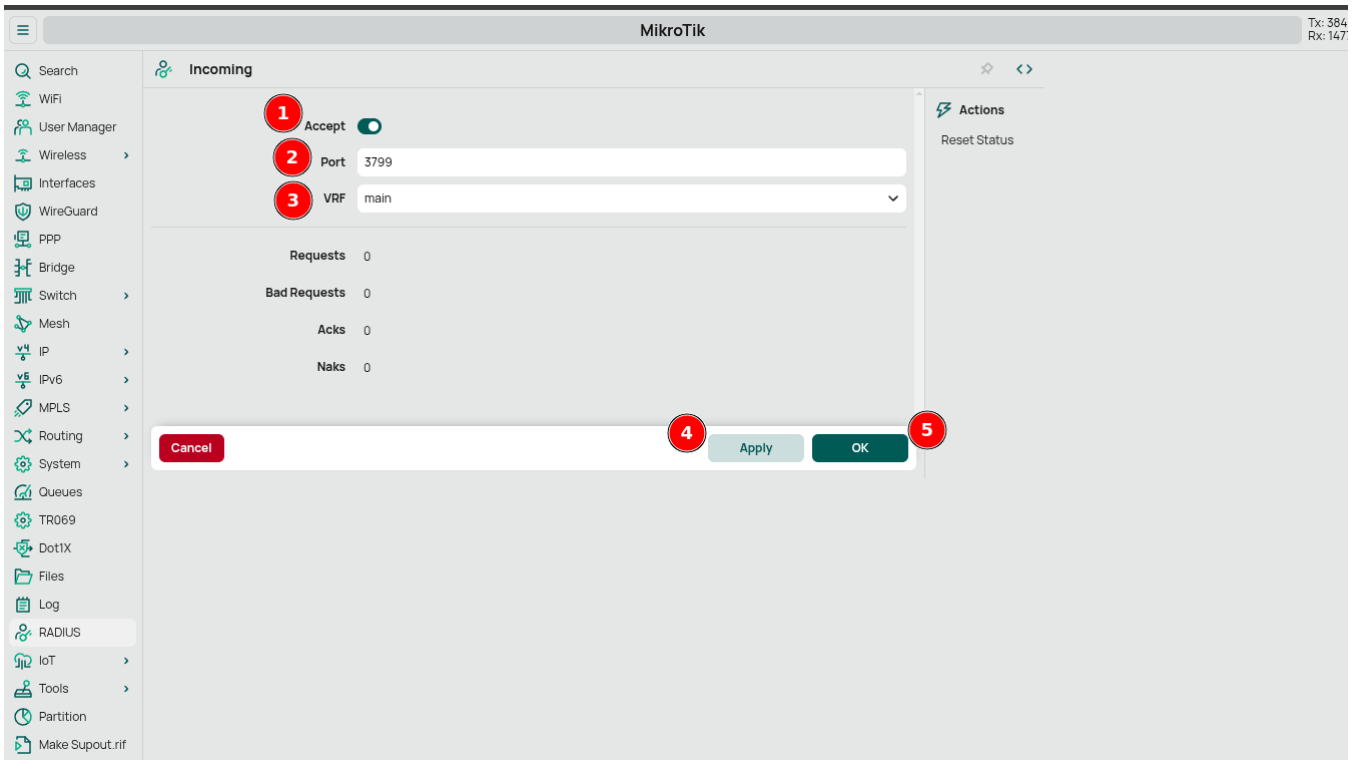 MikroTik
Tx: 384
Rx: 147
Search
WiFi
User Manager
Wireless
Interfaces
WireGuard
PPP
Bridge
Switch
Mesh
IP
IPv6
MPLS
Routing
System
Queues
TR069
Dot1X
Files
Log
RADIUS
IoT
Tools
Partition
Make Supout.rif
Incoming
1 Accept
2 Port 3799
3 VRF main
Requests 0
Bad Requests 0
Acks 0
Naks 0
Cancel 4 Apply OK 5
Actions
Reset Status